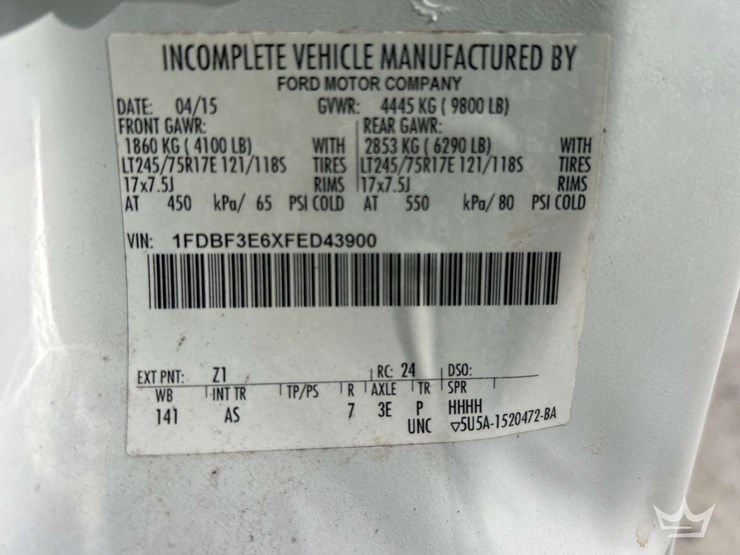 INCOMPLETE VEHICLE MANUFACTURED BY
FORD MOTOR COMPANY
DATE: 04/15 GVWR: 4445 KG ( 9800 LB)
FRONT GAWR: REAR GAWR:
1860 KG ( 4100 LB) WITH 2853 KG ( 6290 LB) WITH
LT245/75R17E 121/118S TIRES LT245/75R17E 121/118S TIRES
17x7.5J RIMS 17x7.5J RIMS
AT 450 kPa/ 65 PSI COLD AT 550 kPa/ 80 PSI COLD
VIN: 1FDBF3E6XFED43900
EXT PNT: Z1 RC: 24 DSO:
WB INT TR TP/PS R AXLE TR SPR
141 AS 7 3E P HHHH
UNC ▽5U5A-1520472-BA